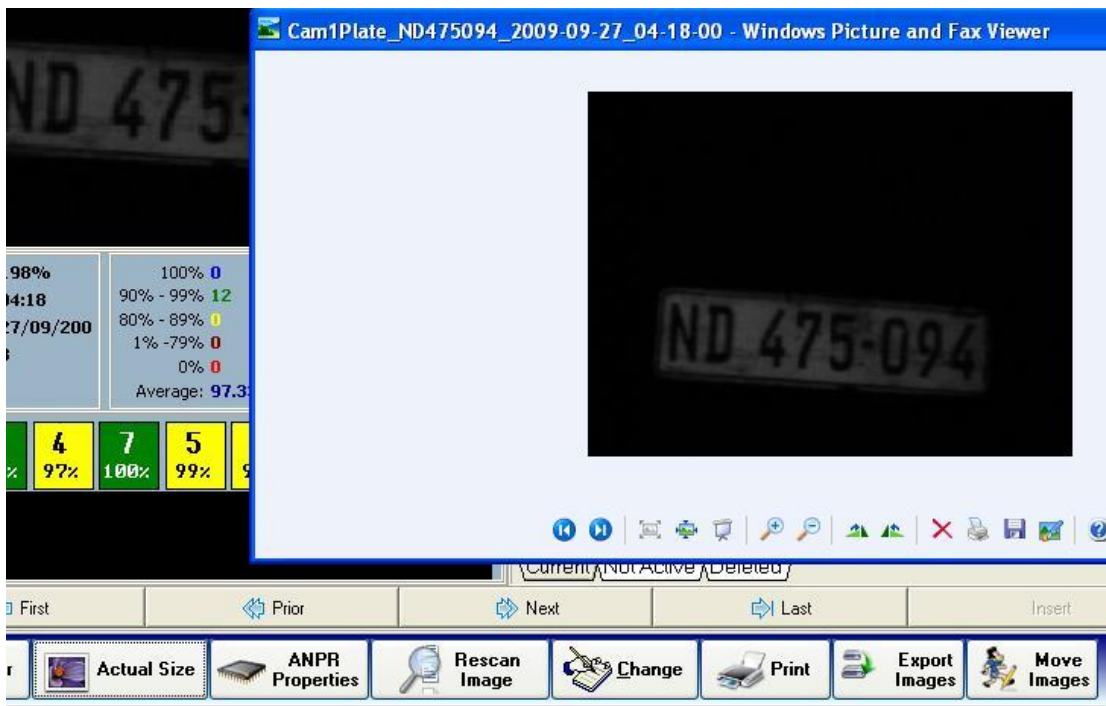 Cam1Plate_ND475094_2009-09-27_04-18-00 - Windows Picture and Fax Viewer
ND 475-
ND 475-094
98%
04:18
27/09/200
100% 0
90% - 99% 12
80% - 89% 0
1% -79% 0
0% 0
Average: 97.3
4 7 5
97% 100% 99%
Current Not Active Deleted
First Prior Next Last Insert
Actual Size ANPR Properties Rescan Image Change Print Export Images Move Images